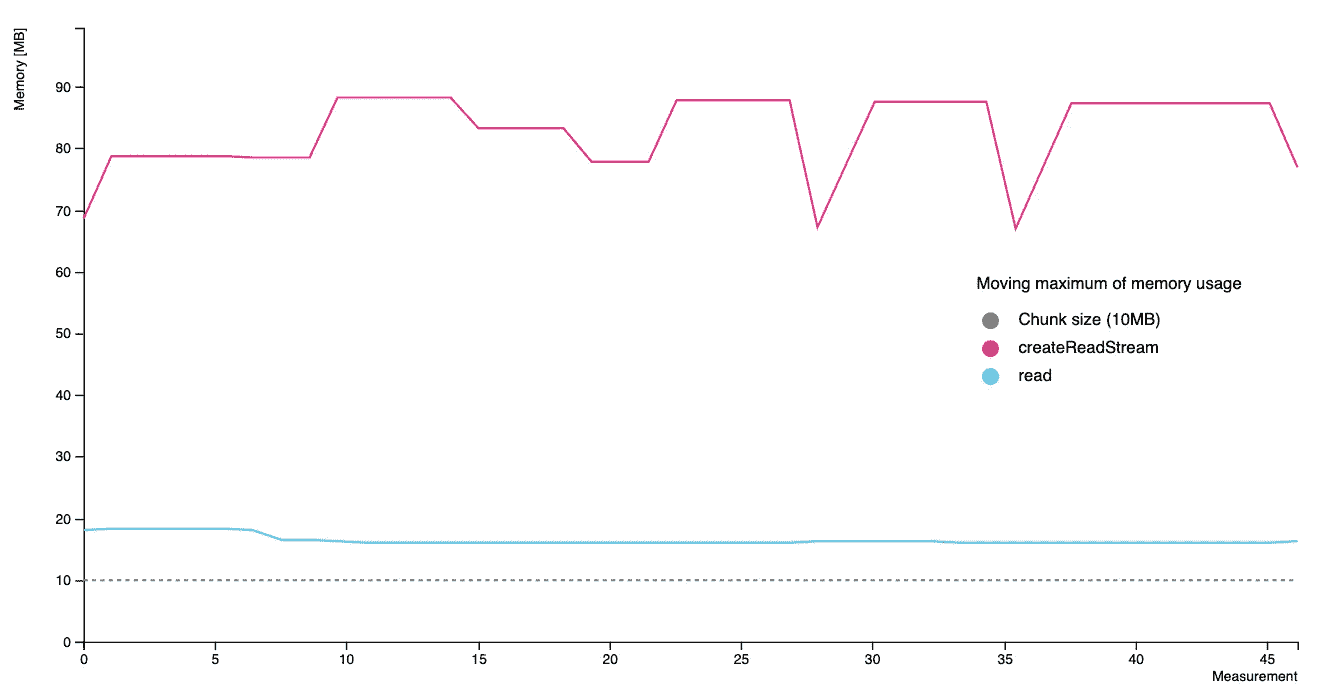 Memory [MB]
90
80
70
60
50
40
30
20
10
0
Moving maximum of memory usage
Chunk size (10MB)
createReadStream
read
0 5 10 15 20 25 30 35 40 45
Measurement